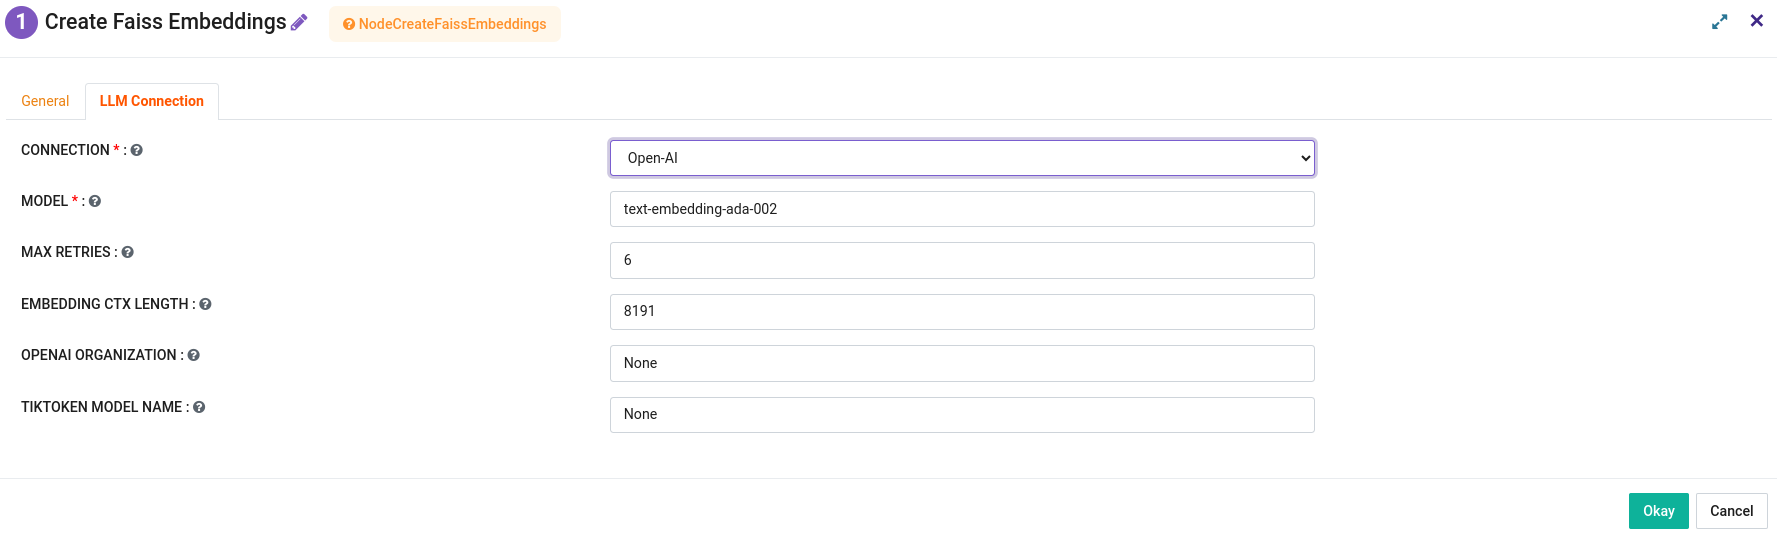 1 Create Faiss Embeddings NodeCreateFaissEmbeddings
General LLM Connection
CONNECTION * : Open-AI
MODEL * : text-embedding-ada-002
MAX RETRIES : 6
EMBEDDING CTX LENGTH : 8191
OPENAI ORGANIZATION : None
TIKTOKEN MODEL NAME : None
Okay Cancel